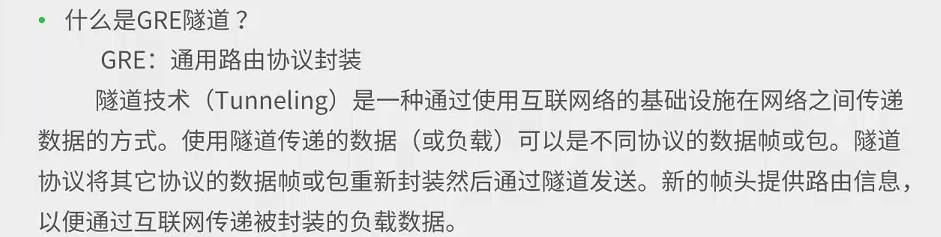 • 什么是GRE隧道？
GRE：通用路由协议封装
隧道技术（Tunneling）是一种通过使用互联网络的基础设施在网络之间传递
数据的方式。使用隧道传递的数据（或负载）可以是不同协议的数据帧或包。隧道
协议将其它协议的数据帧或包重新封装然后通过隧道发送。新的帧头提供路由信息，
以便通过互联网传递被封装的负载数据。